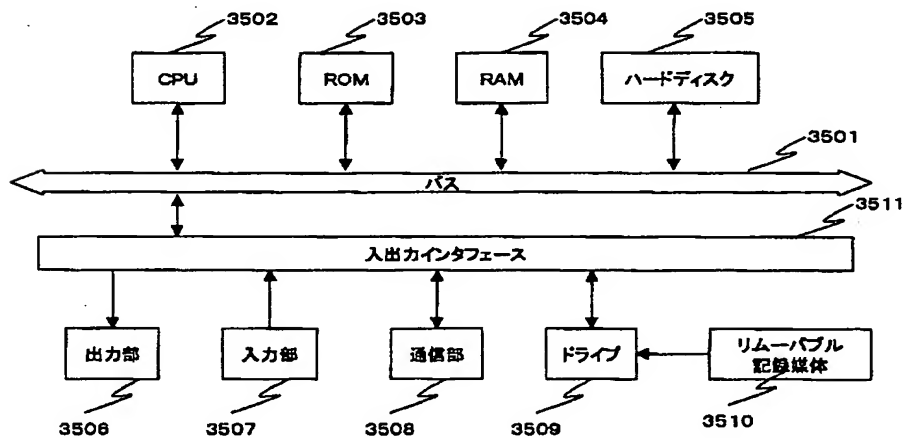 3502
3503
3504
3505
CPU
ROM
RAM
ハードディスク
3501
バス
3511
入出力インタフェース
出力部
入力部
通信部
ドライブ
リムーバブル
記録媒体
3506
3507
3508
3509
3510